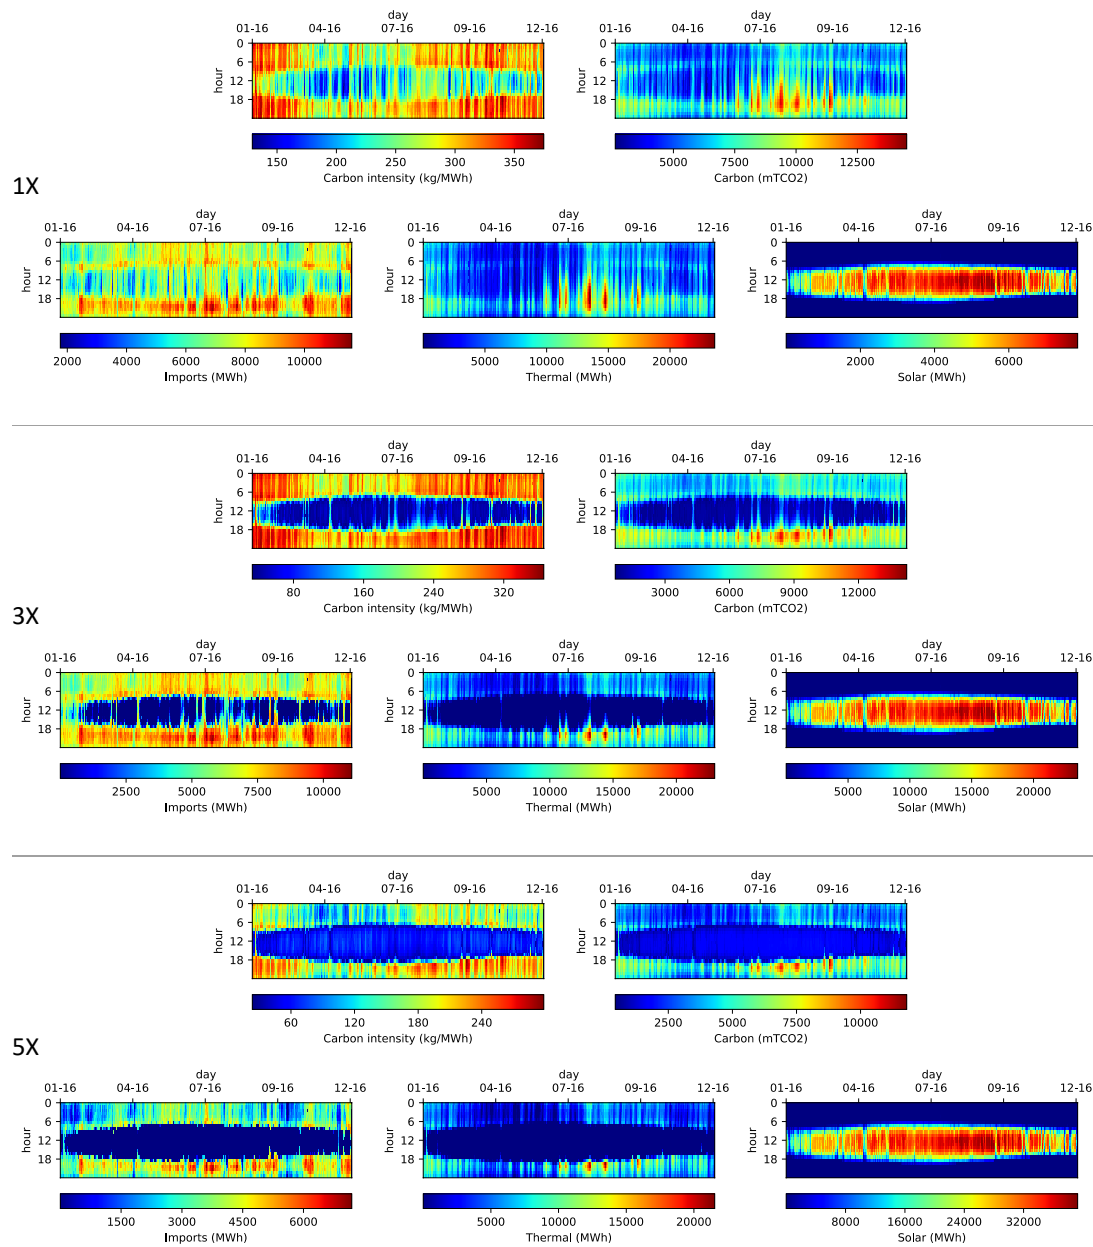 day day
01-16 04-16 07-16 09-16 12-16 01-16 04-16 07-16 09-16 12-16
0 0
6 6
hour hour
12 12
18 18
150 200 250 300 350 5000 7500 10000 12500
Carbon intensity (kg/MWh) Carbon (mTCO2)
1X
day day day
01-16 04-16 07-16 09-16 12-16 01-16 04-16 07-16 09-16 12-16 01-16 04-16 07-16 09-16 12-16
0 0 0
6 6 6
hour hour hour
12 12 12
18 18 18
2000 4000 6000 8000 10000 5000 10000 15000 20000 2000 4000 6000
Imports (MWh) Thermal (MWh) Solar (MWh)
day day
01-16 04-16 07-16 09-16 12-16 01-16 04-16 07-16 09-16 12-16
0 0
6 6
hour hour
12 12
18 18
80 160 240 320 3000 6000 9000 12000
Carbon intensity (kg/MWh) Carbon (mTCO2)
3X
day day day
01-16 04-16 07-16 09-16 12-16 01-16 04-16 07-16 09-16 12-16 01-16 04-16 07-16 09-16 12-16
0 0 0
6 6 6
hour hour hour
12 12 12
18 18 18
2500 5000 7500 10000 5000 10000 15000 20000 5000 10000 15000 20000
Imports (MWh) Thermal (MWh) Solar (MWh)
day day
01-16 04-16 07-16 09-16 12-16 01-16 04-16 07-16 09-16 12-16
0 0
6 6
hour hour
12 12
18 18
60 120 180 240 2500 5000 7500 10000
Carbon intensity (kg/MWh) Carbon (mTCO2)
5X
day day day
01-16 04-16 07-16 09-16 12-16 01-16 04-16 07-16 09-16 12-16 01-16 04-16 07-16 09-16 12-16
0 0 0
6 6 6
hour hour hour
12 12 12
18 18 18
1500 3000 4500 6000 5000 10000 15000 20000 8000 16000 24000 32000
Imports (MWh) Thermal (MWh) Solar (MWh)